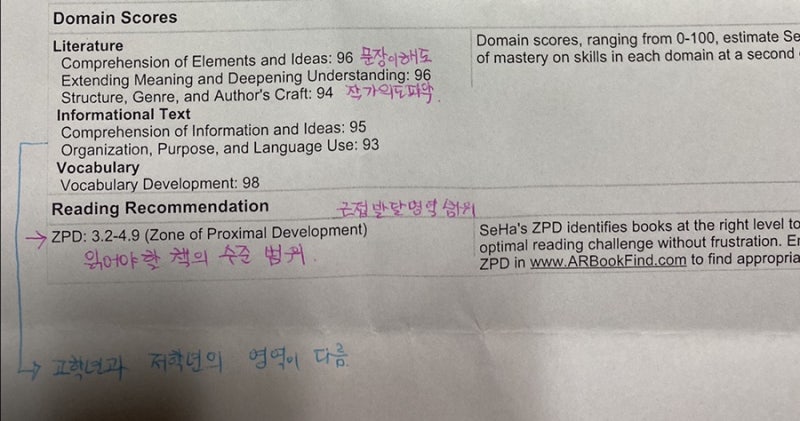 Domain Scores
Literature
Comprehension of Elements and Ideas: 96 문장이해도
Extending Meaning and Deepening Understanding: 96
Structure, Genre, and Author's Craft: 94 작가의도파악.
Informational Text
Comprehension of Information and Ideas: 95
Organization, Purpose, and Language Use: 93
Vocabulary
Vocabulary Development: 98
Domain scores, ranging from 0-100, estimate Se
of mastery on skills in each domain at a second
Reading Recommendation 근접발달영역
→ ZPD: 3.2-4.9 (Zone of Proximal Development)
읽어야할 책의 수준 범위.
SeHa's ZPD identifies books at the right level to
optimal reading challenge without frustration. En
ZPD in www.ARBookFind.com to find appropria
고학년과 저학년의 영역이 다름.